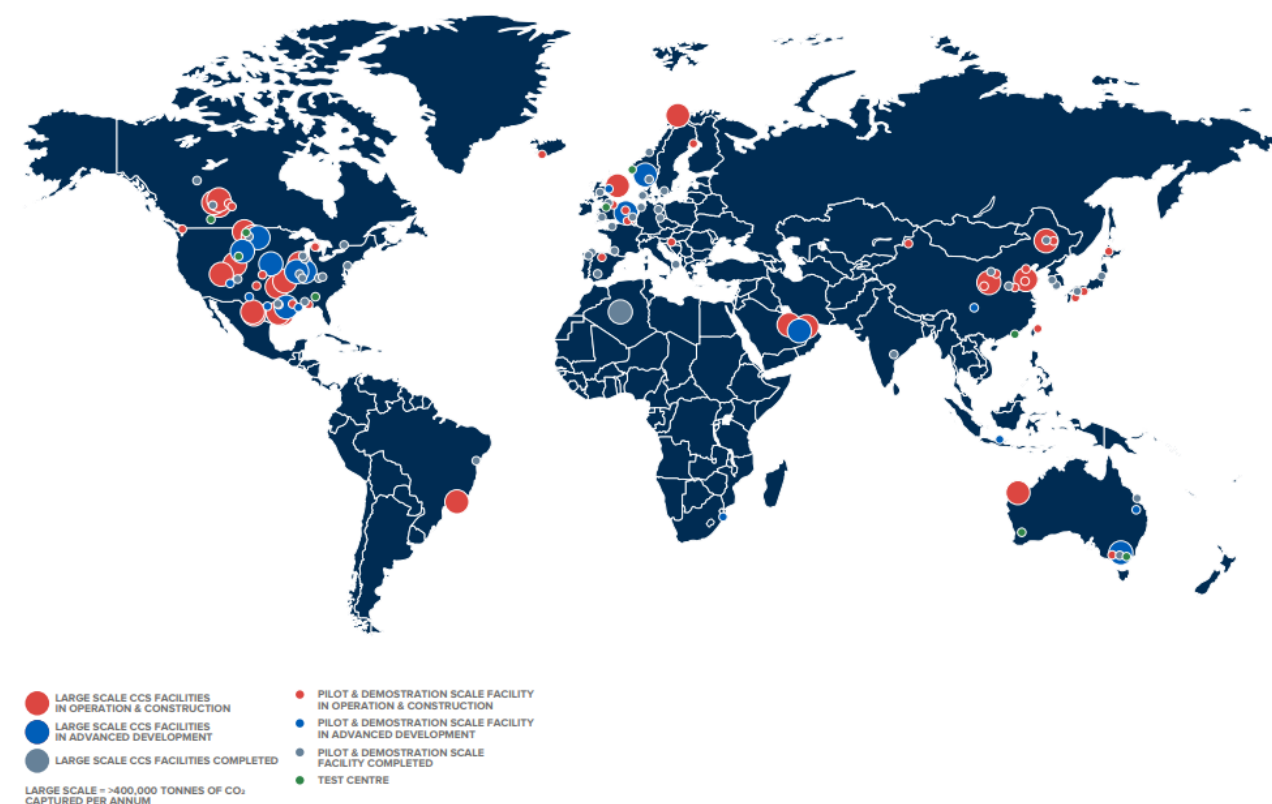 LARGE SCALE CCS FACILITIES
IN OPERATION & CONSTRUCTION
LARGE SCALE CCS FACILITIES
IN ADVANCED DEVELOPMENT
LARGE SCALE CCS FACILITIES COMPLETED
LARGE SCALE = >400,000 TONNES OF CO₂
CAPTURED PER ANNUM
PILOT & DEMOSTRATION SCALE FACILITY
IN OPERATION & CONSTRUCTION
PILOT & DEMOSTRATION SCALE FACILITY
IN ADVANCED DEVELOPMENT
PILOT & DEMOSTRATION SCALE
FACILITY COMPLETED
TEST CENTRE